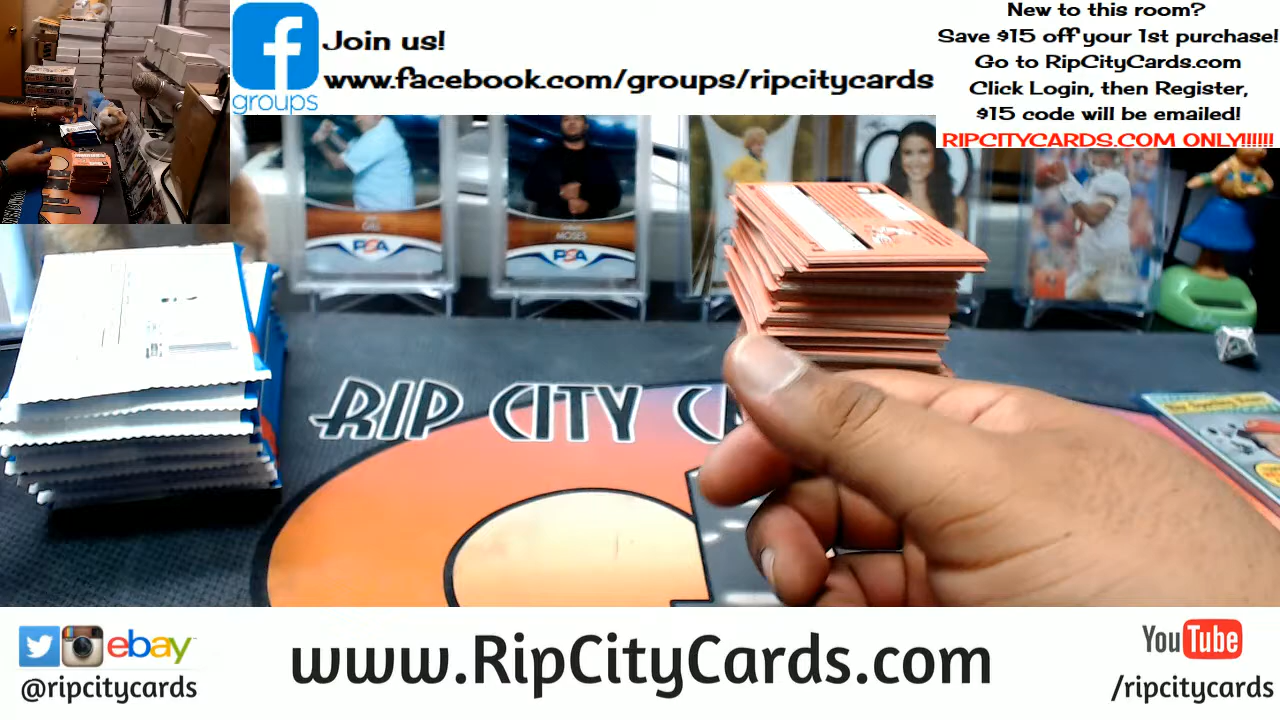 Join us!
www.facebook.com/groups/ripcitycards
groups
New to this room?
Save $15 off your 1st purchase!
Go to RipCityCards.com
Click Login, then Register,
$15 code will be emailed!
RIPCITYCARDS.COM ONLY!!!!!!
MOSES
PSA
PSA
RIP CITY C
ebay
@ripcitycards
www.RipCityCards.com
YouTube
/ripcitycards